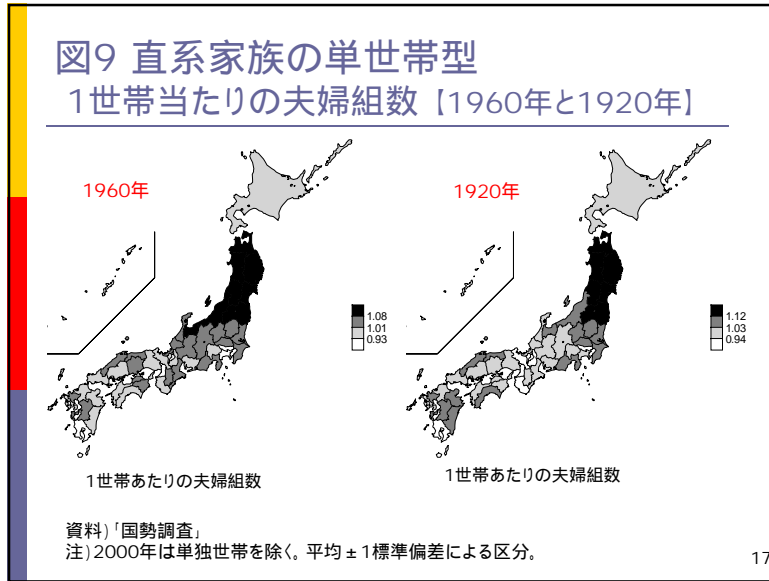 図9 直系家族の単世帯型
1世帯当たりの夫婦組数【1960年と1920年】
1960年
1920年
1.08
1.01
0.93
1.12
1.03
0.94
1世帯あたりの夫婦組数
1世帯あたりの夫婦組数
資料)「国勢調査」
注)2000年は単独世帯を除く。平均±1標準偏差による区分。
17